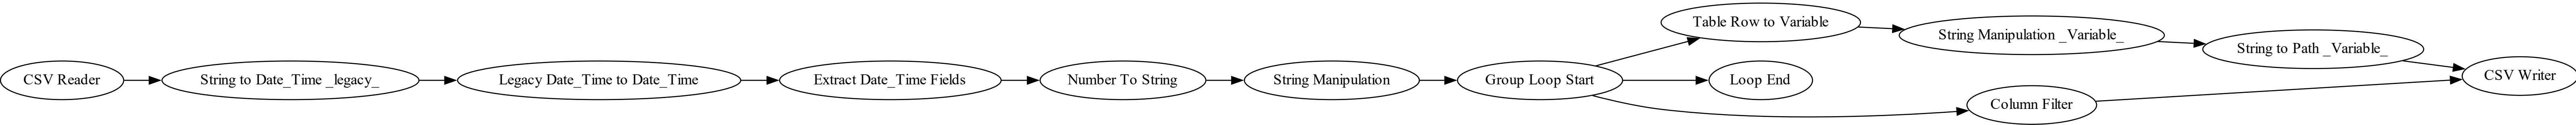 CSV Reader
String to Date_Time _legacy_
Legacy Date_Time to Date_Time
Extract Date_Time Fields
Number To String
String Manipulation
Group Loop Start
Table Row to Variable
String Manipulation _Variable_
String to Path _Variable_
Loop End
Column Filter
CSV Writer